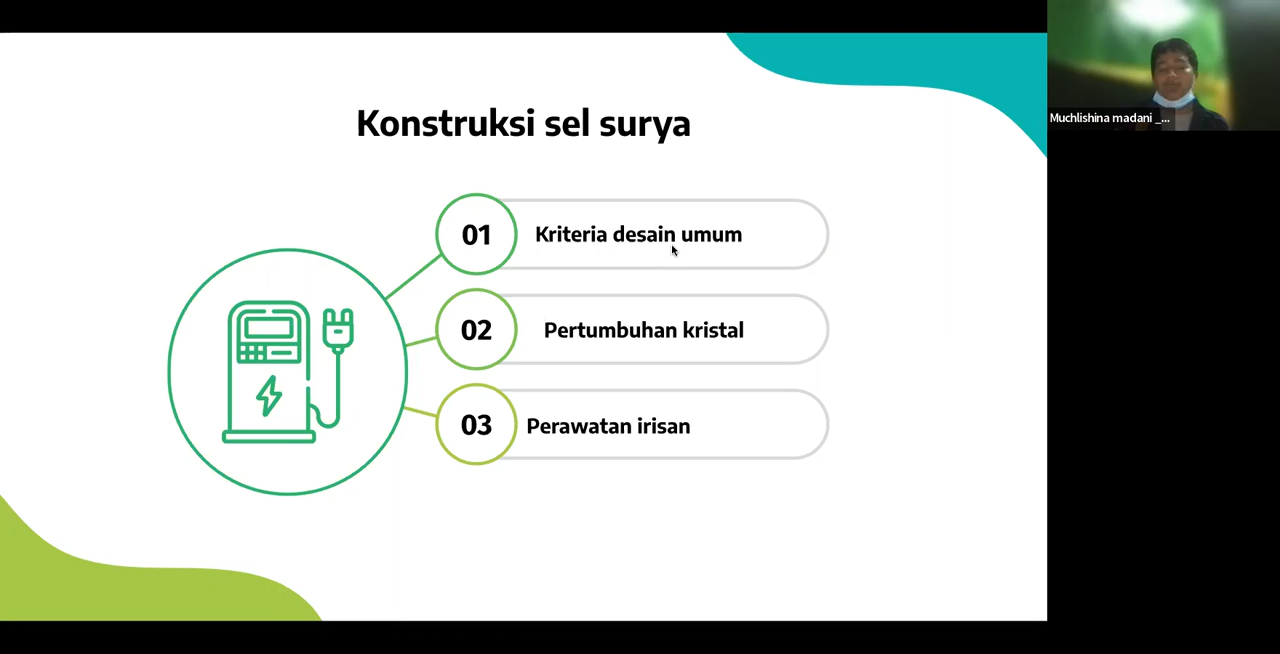 Konstruksi sel surya
01 Kriteria desain umum
02 Pertumbuhan kristal
03 Perawatan irisan
Muchlishina madani _...